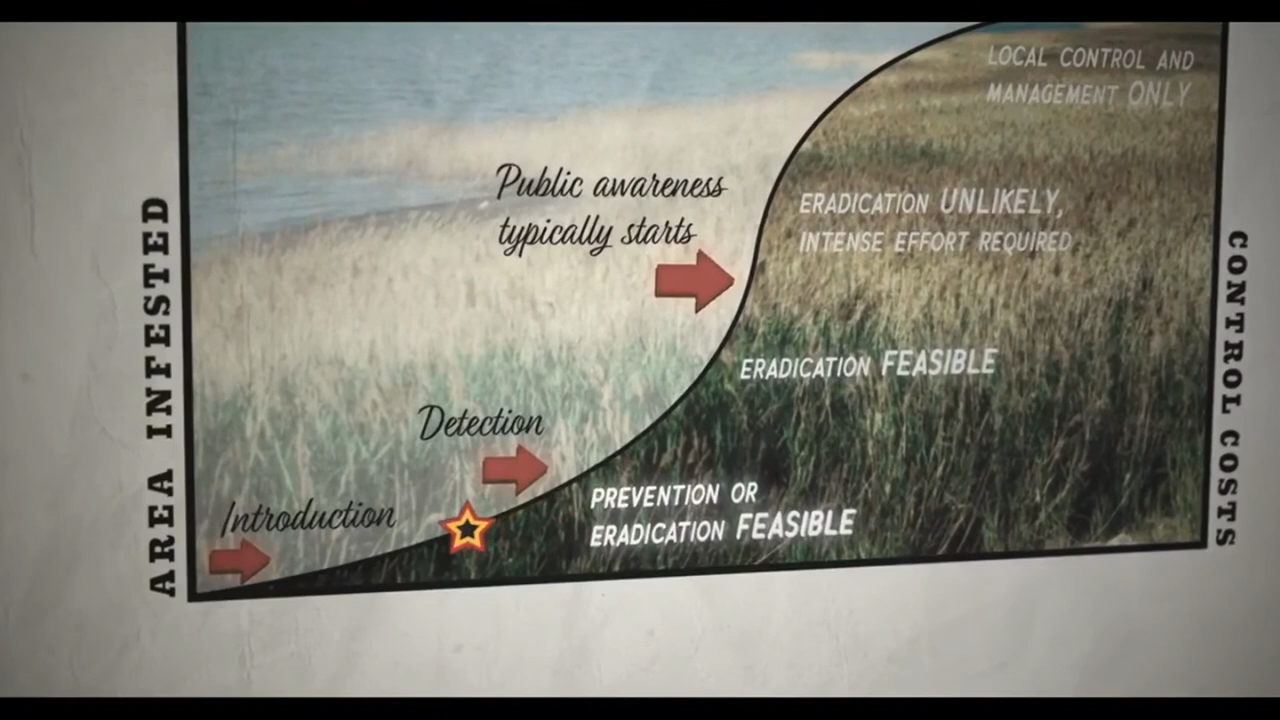 LOCAL CONTROL AND
MANAGEMENT ONLY
Public awareness
typically starts
ERADICATION UNLIKELY,
INTENSE EFFORT REQUIRED
ERADICATION FEASIBLE
Detection
PREVENTION OR
ERADICATION FEASIBLE
Introduction
AREA INFESTED
CONTROL COSTS